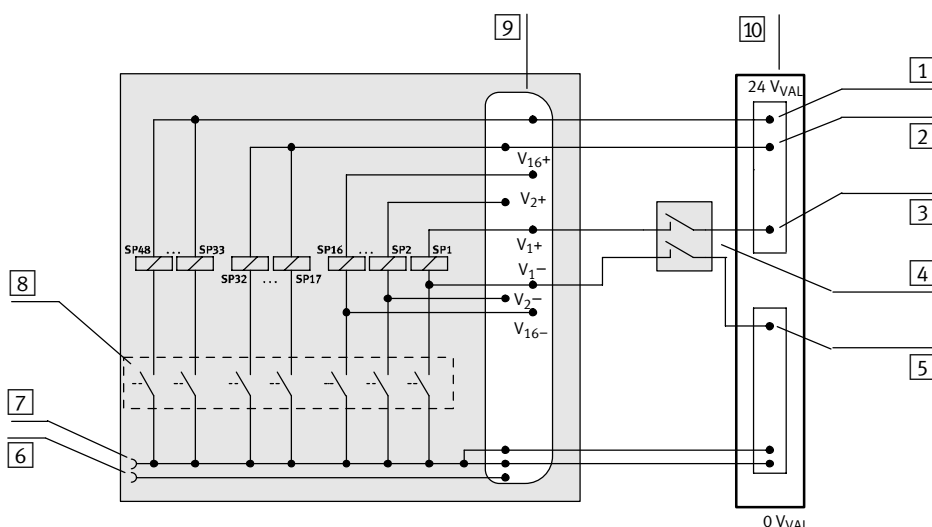 9
10
24 VVAL
1
2
V16+
V2+
3
V1+
SP48 ... SP33
SP16 ... SP2 SP1
V1−
4
SP32 ... SP17
8
V2−
V16−
5
7
6
0 VVAL